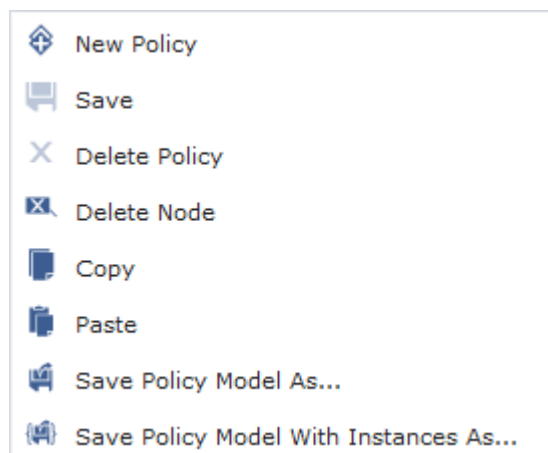 New Policy
Save
Delete Policy
Delete Node
Copy
Paste
Save Policy Model As...
Save Policy Model With Instances As...